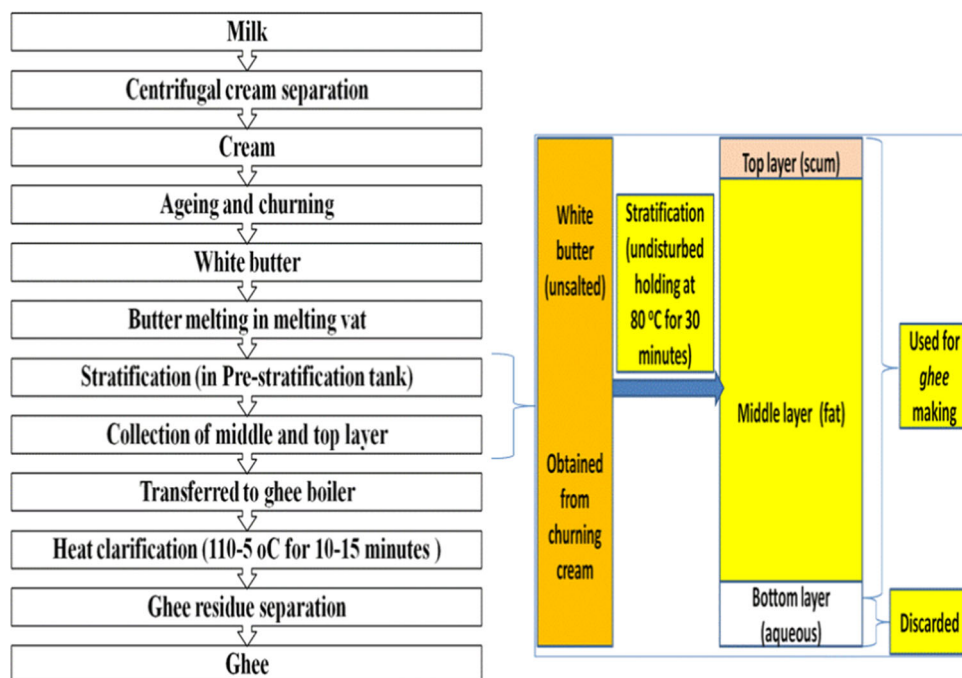 Milk
Centrifugal cream separation
Cream
Ageing and churning
White butter
Butter melting in melting vat
Stratification (in Pre-stratification tank)
Collection of middle and top layer
Transferred to ghee boiler
Heat clarification (110-5 oC for 10-15 minutes )
Ghee residue separation
Ghee
White
butter
(unsalted)
Obtained
from
churning
cream
Stratification
(undisturbed
holding at
80 ºC for 30
minutes)
Top layer (scum)
Middle layer (fat)
Bottom layer
(aqueous)
Used for
ghee
making
Discarded